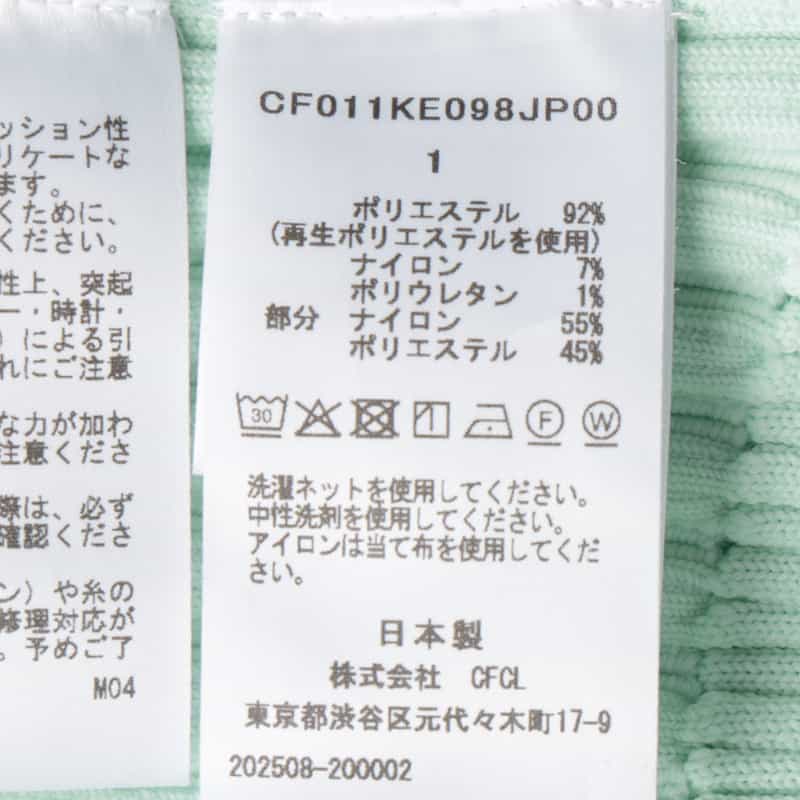 ッション性
リケートな
ます。
くために、
ください。
性上、突起
ー・時計・
）による引
れにご注意
な力が加わ
注意くださ
際は、必ず
確認くださ
ン）や糸の
修理対応が
。予めご了
M04
CF011KE098JP00
1
ポリエステル 92%
(再生ポリエステルを使用)
ナイロン 7%
ポリウレタン 1%
部分 ナイロン 55%
ポリエステル 45%
30 F W
洗濯ネットを使用してください。
中性洗剤を使用してください。
アイロンは当て布を使用してくだ
さい。
日本製
株式会社 CFCL
東京都渋谷区元代々木町17-9
202508-200002